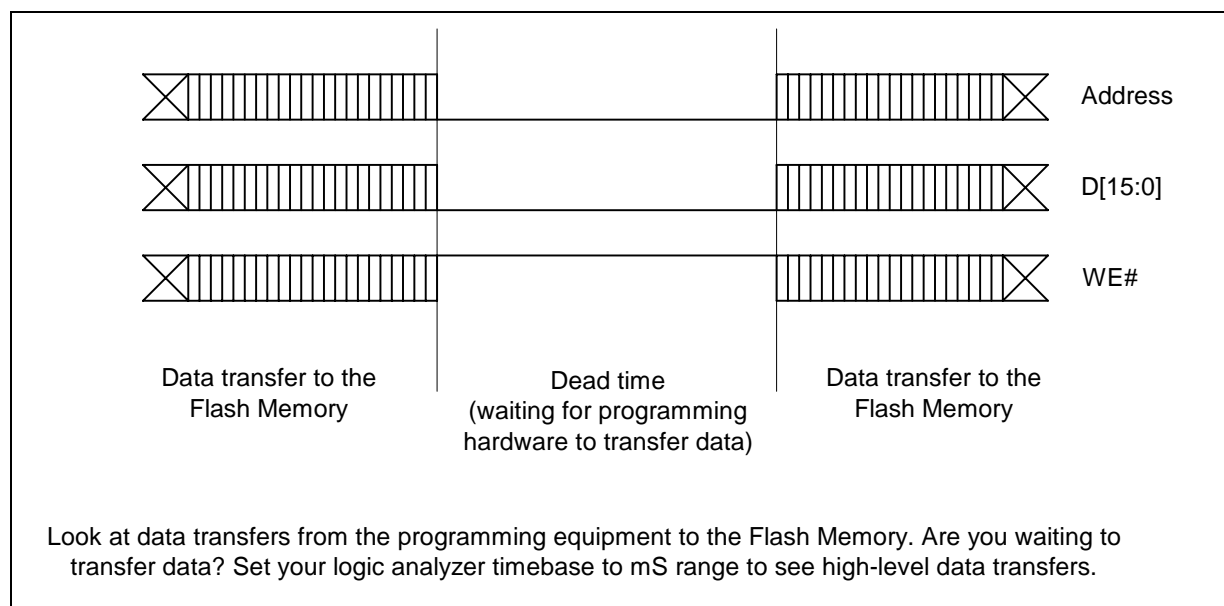 Address
D[15:0]
WE#
Data transfer to the
Flash Memory
Dead time
(waiting for programming
hardware to transfer data)
Data transfer to the
Flash Memory
Look at data transfers from the programming equipment to the Flash Memory. Are you waiting to
transfer data? Set your logic analyzer timebase to mS range to see high-level data transfers.